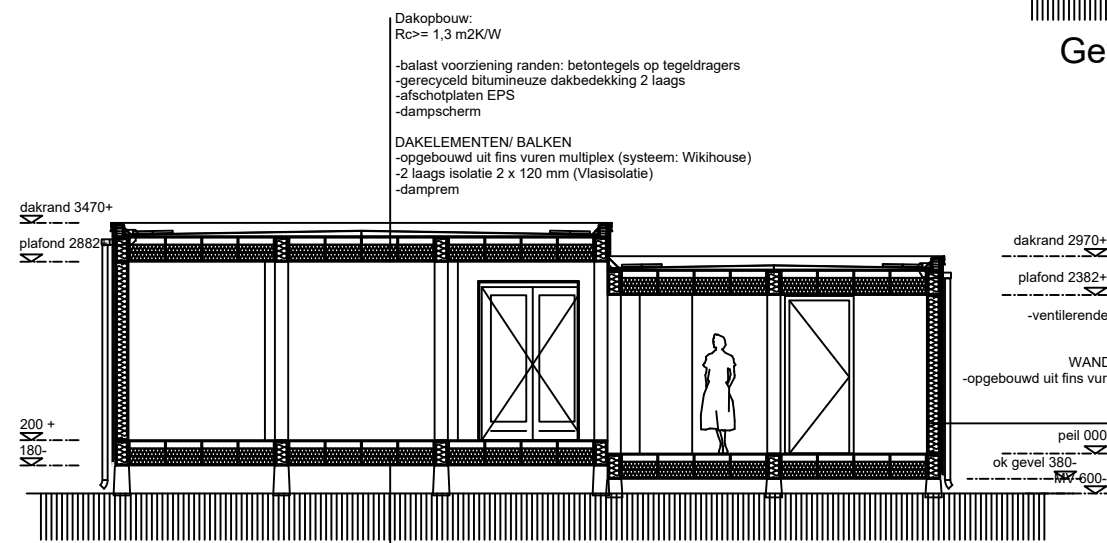 Dakopbouw:
Rc>= 1,3 m2K/W
-balast voorziening randen: betontegels op tegeldragers
-gerecyceld bitumineuze dakbedekking 2 laags
-afschotplaten EPS
-dampscherm
DAKELEMENTEN/ BALKEN
-opgebouwd uit fins vuren multiplex (systeem: Wikihouse)
-2 laags isolatie 2 x 120 mm (Vlasisolatie)
-damprem
Ge
dakrand 3470+
plafond 2882
dakrand 2970+
plafond 2382+
-ventilerende
WAND
-opgebouwd uit fins vur
200 +
180-
peil 000
ok gevel 380-
MV 600-